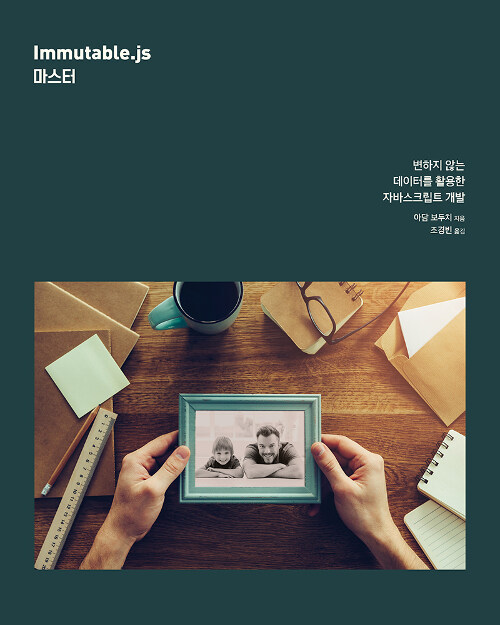 Immutable.js
마스터
변하지 않는
데이터를 활용한
자바스크립트 개발
아담 보두치 지음
조경빈 옮김